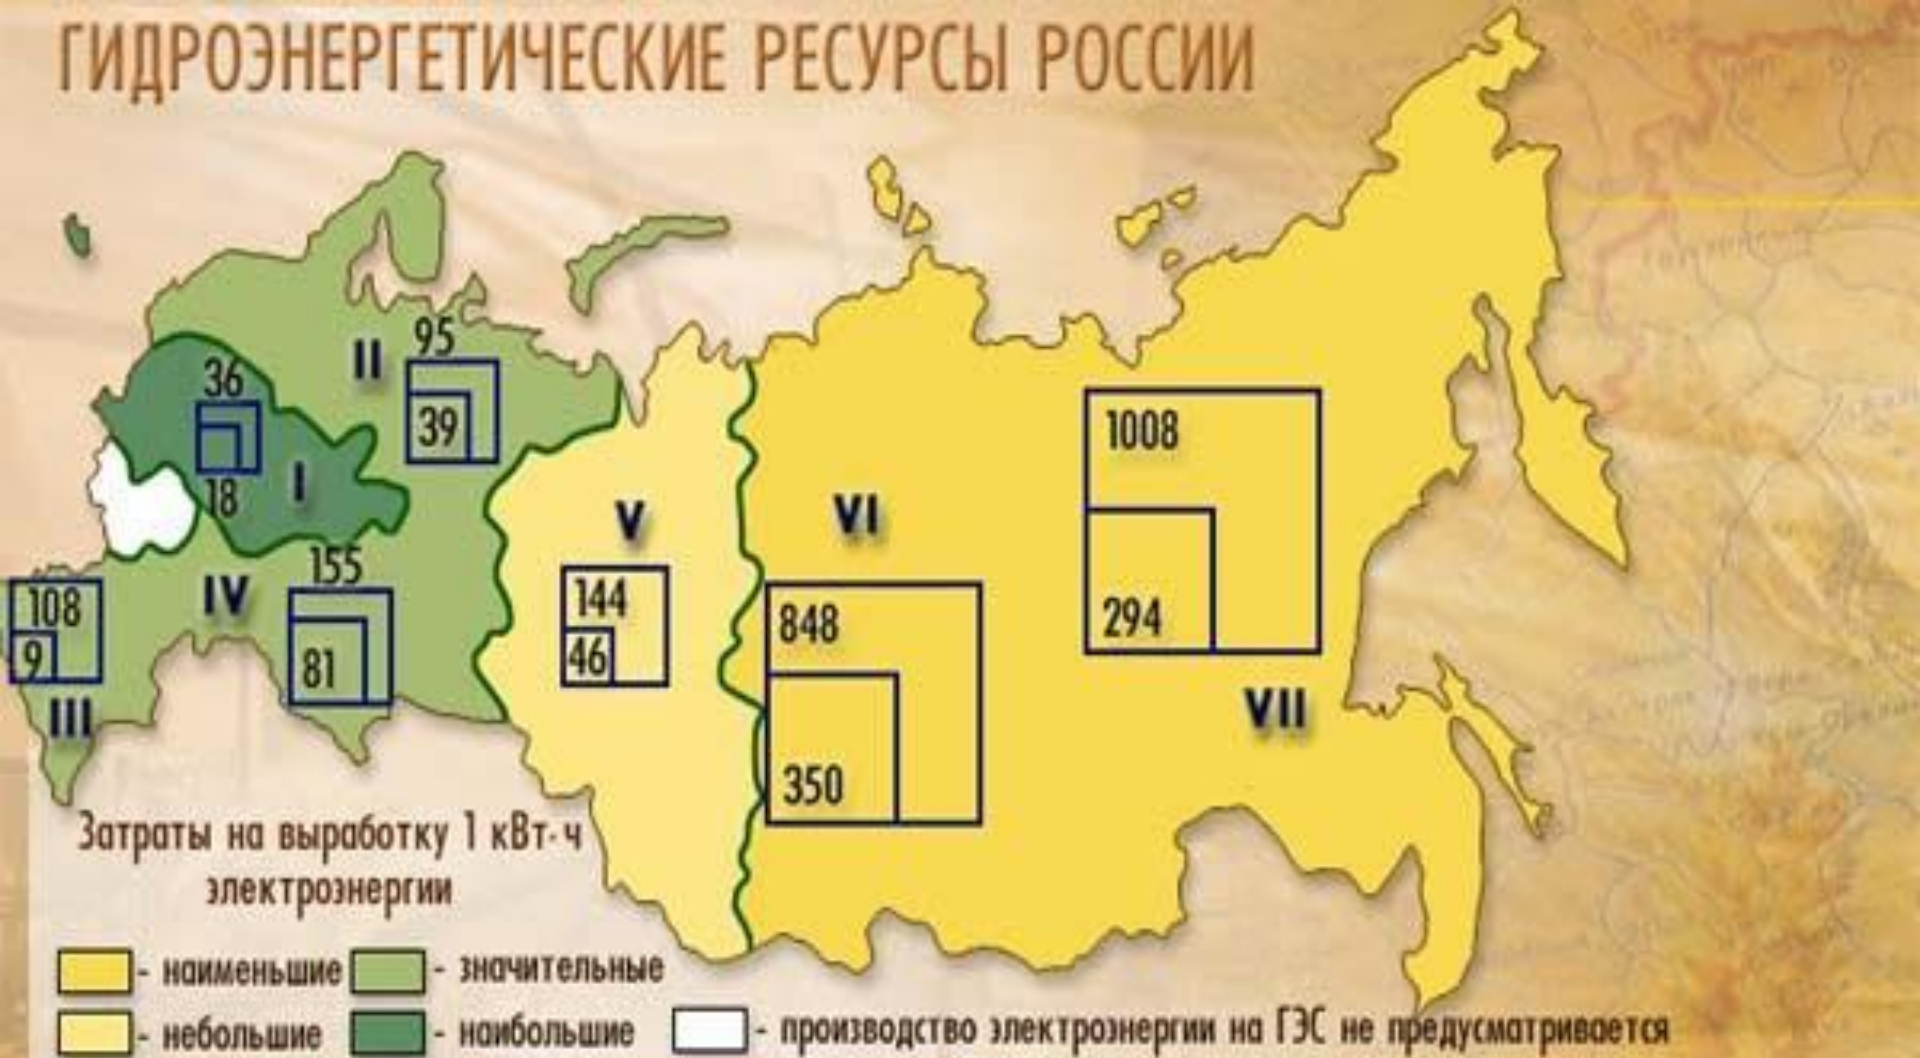 ГИДРОЭНЕРГЕТИЧЕСКИЕ РЕСУРСЫ РОССИИ
II
95
39
36
18
I
1008
294
V
VI
155
81
IV
108
9
III
144
46
848
350
VII
Затраты на выработку 1 кВт·ч
электроэнергии
- наименьшие
- значительные
- небольшие
- наибольшие
- производство электроэнергии на ГЭС не предусматривается